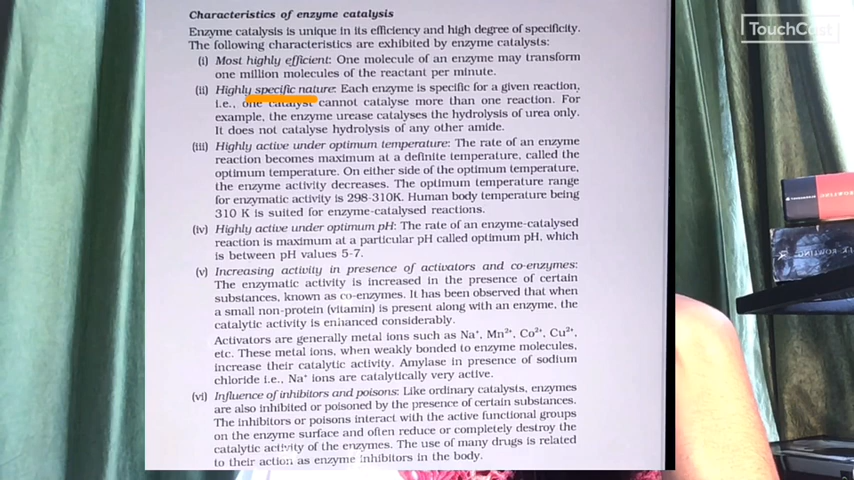 Characteristics of enzyme catalysis
Enzyme catalysis is unique in its efficiency and high degree of specificity.
The following characteristics are exhibited by enzyme catalysts:
(i) Most highly efficient: One molecule of an enzyme may transform
one million molecules of the reactant per minute.
(ii) Highly specific nature: Each enzyme is specific for a given reaction,
i.e., one catalyst cannot catalyse more than one reaction. For
example, the enzyme urease catalyses the hydrolysis of urea only.
It does not catalyse hydrolysis of any other amide.
(iii) Highly active under optimum temperature: The rate of an enzyme
reaction becomes maximum at a definite temperature, called the
optimum temperature. On either side of the optimum temperature,
the enzyme activity decreases. The optimum temperature range
for enzymatic activity is 298-310K. Human body temperature being
310 K is suited for enzyme-catalysed reactions.
(iv) Highly active under optimum pH: The rate of an enzyme-catalysed
reaction is maximum at a particular pH called optimum pH, which
is between pH values 5-7.
(v) Increasing activity in presence of activators and co-enzymes:
The enzymatic activity is increased in the presence of certain
substances, known as co-enzymes. It has been observed that when
a small non-protein (vitamin) is present along with an enzyme, the
catalytic activity is enhanced considerably.
Activators are generally metal ions such as Na⁺, Mn²⁺, Co²⁺, Cu²⁺,
etc. These metal ions, when weakly bonded to enzyme molecules,
increase their catalytic activity. Amylase in presence of sodium
chloride i.e., Na⁺ ions are catalytically very active.
(vi) Influence of inhibitors and poisons: Like ordinary catalysts, enzymes
are also inhibited or poisoned by the presence of certain substances.
The inhibitors or poisons interact with the active functional groups
on the enzyme surface and often reduce or completely destroy the
catalytic activity of the enzymes. The use of many drugs is related
to their action as enzyme inhibitors in the body.
TouchCast
ROWLING